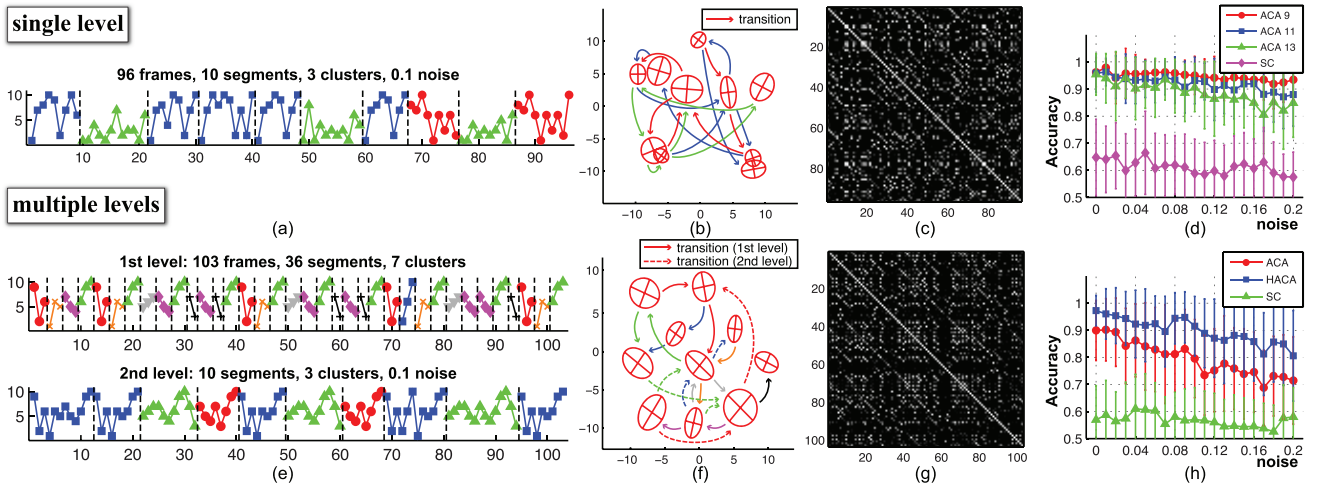 single level
96 frames, 10 segments, 3 clusters, 0.1 noise
10
5
10 20 30 40 50 60 70 80 90
(a)
transition
10
5
0
−5
−10
−10 −5 0 5 10
(b)
20
40
60
80
20 40 60 80
(c)
ACA 9
ACA 11
ACA 13
SC
Accuracy
1
0.9
0.8
0.7
0.6
0.5
0 0.04 0.08 0.12 0.16 0.2
noise
(d)
multiple levels
1st level: 103 frames, 36 segments, 7 clusters
10
5
10 20 30 40 50 60 70 80 90 100
2nd level: 10 segments, 3 clusters, 0.1 noise
10
5
10 20 30 40 50 60 70 80 90 100
(e)
transition (1st level)
transition (2nd level)
10
5
0
−5
−10
−10 −5 0 5 10
(f)
20
40
60
80
100
20 40 60 80 100
(g)
ACA
HACA
SC
Accuracy
1
0.9
0.8
0.7
0.6
0.5
0 0.04 0.08 0.12 0.16 0.2
noise
(h)